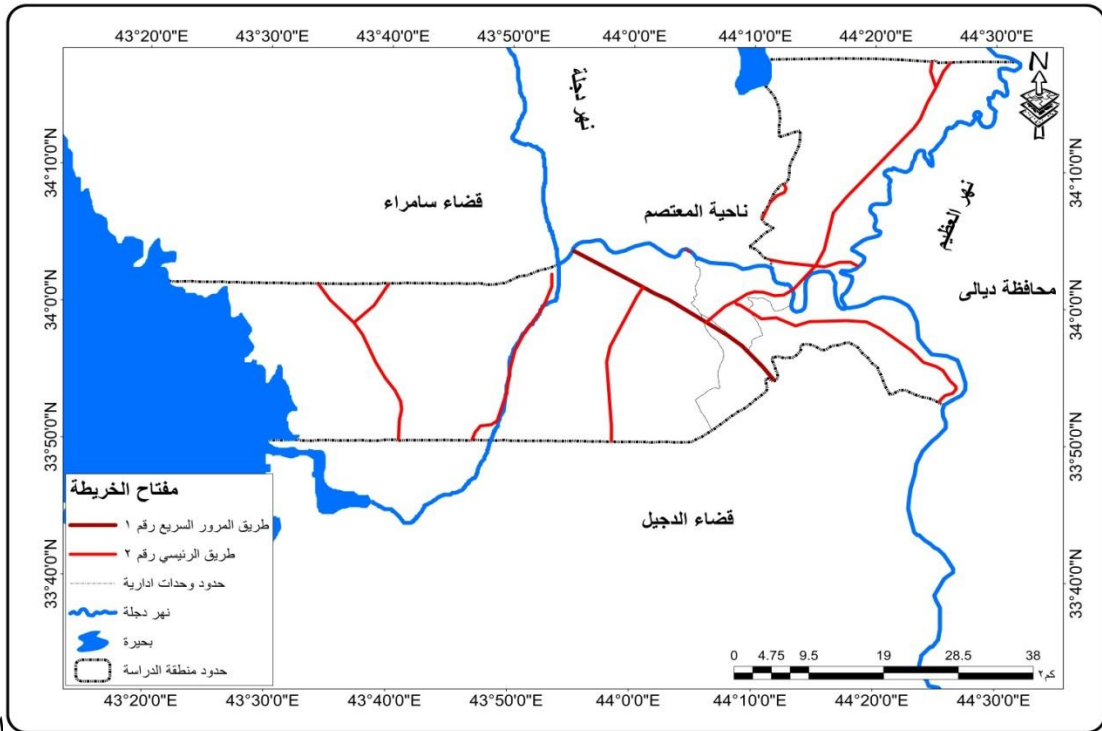 43°20'0"E 43°30'0"E 43°40'0"E 43°50'0"E 44°00'0"E 44°10'0"E 44°20'0"E 44°30'0"E
N
نهر دجلة
34°10'0"N 34°10'0"N
قضاء سامراء
ناحية المعتصم
نهر العظيم
محافظة ديالى
34°0'0"N 34°0'0"N
33°50'0"N 33°50'0"N
قضاء الدجيل
مفتاح الخريطة
طريق المرور السريع رقم ١
طريق الرئيسي رقم ٢
حدود وحدات ادارية
نهر دجلة
بحيرة
حدود منطقة الدراسة
33°40'0"N 33°40'0"N
0 4.75 9.5 19 28.5 38
كم٢
43°20'0"E 43°30'0"E 43°40'0"E 43°50'0"E 44°00'0"E 44°10'0"E 44°20'0"E 44°30'0"E